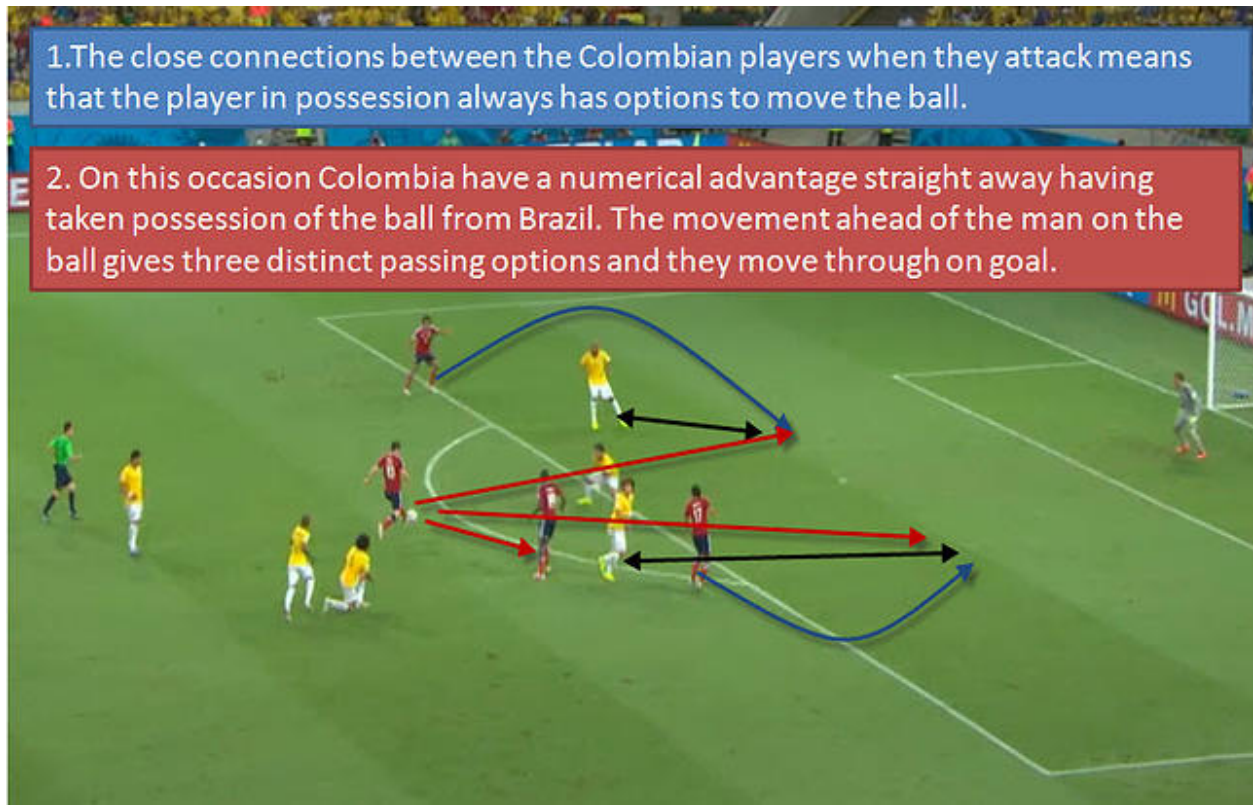 1.The close connections between the Colombian players when they attack means
that the player in possession always has options to move the ball.
2. On this occasion Colombia have a numerical advantage straight away having
taken possession of the ball from Brazil. The movement ahead of the man on the
ball gives three distinct passing options and they move through on goal.
GOL.M
17